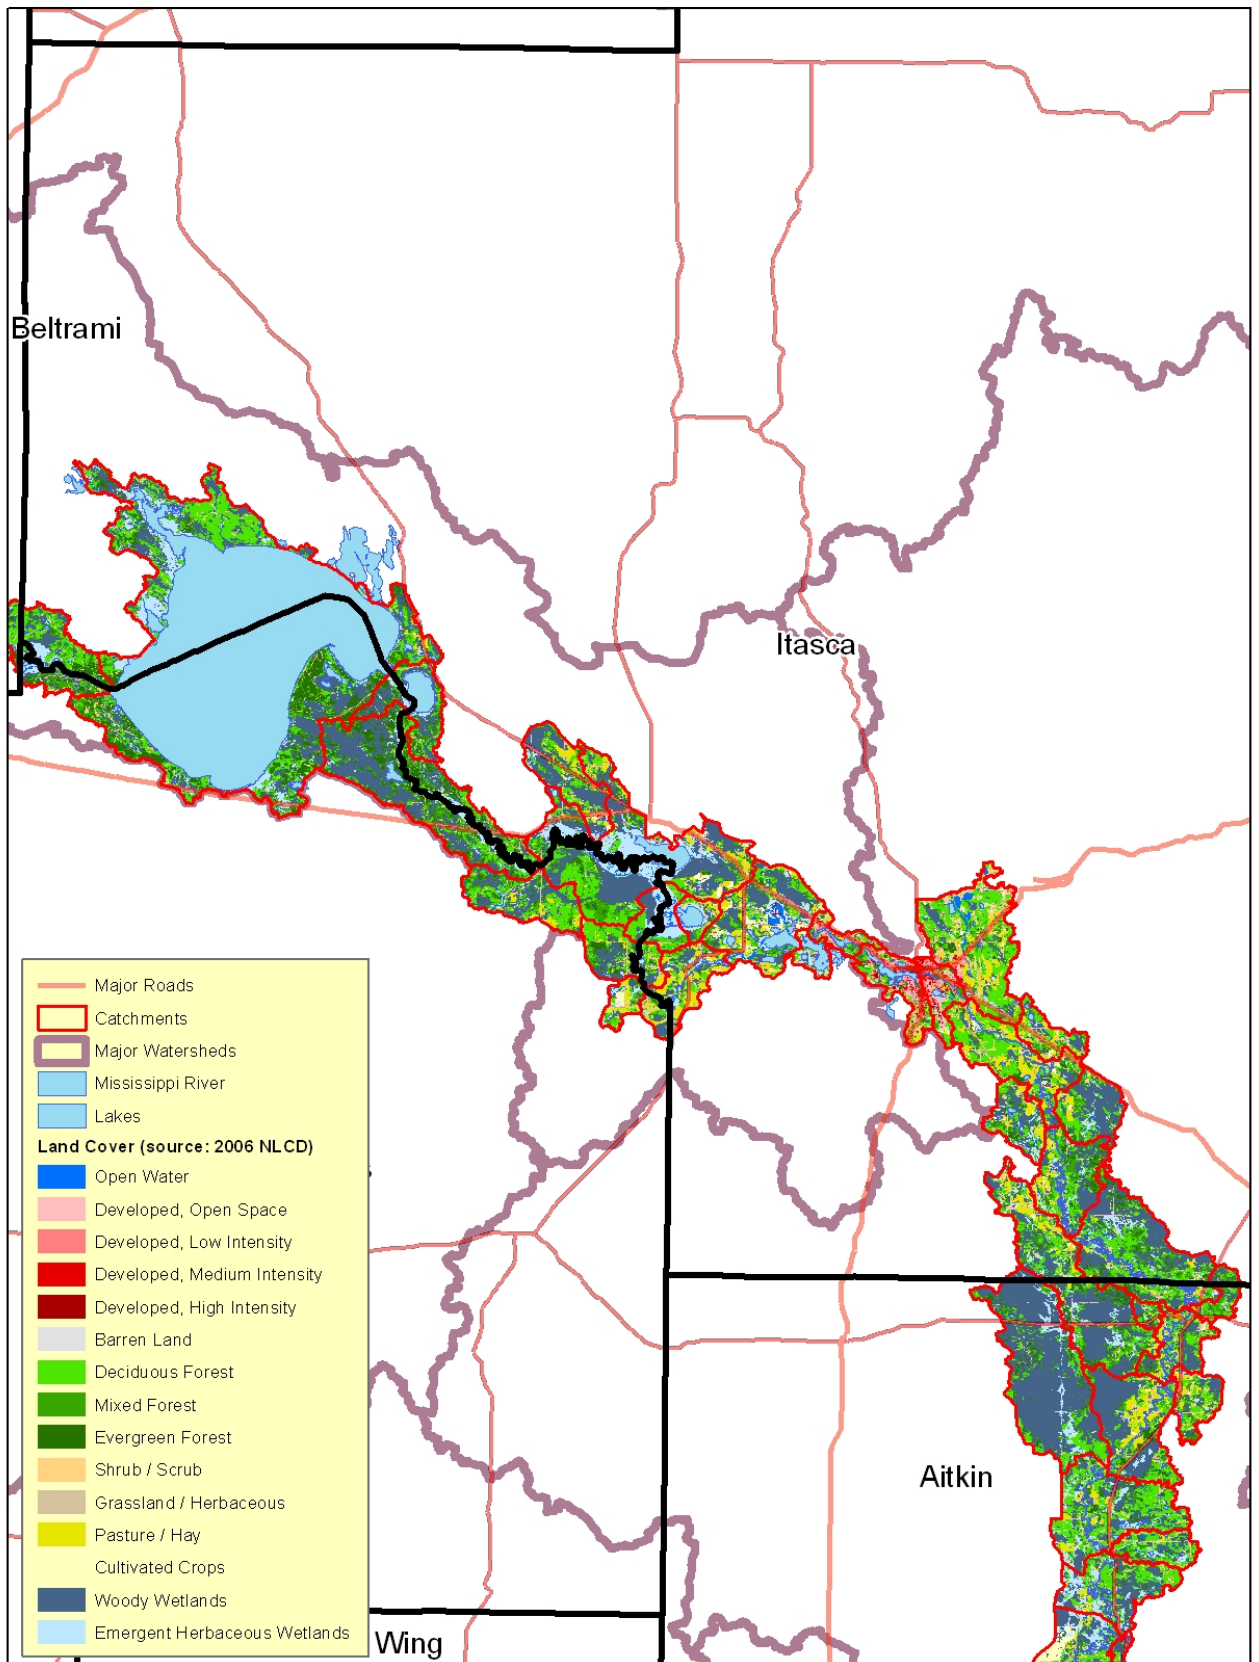 Beltrami
Itasca
Major Roads
Catchments
Major Watersheds
Mississippi River
Lakes
Land Cover (source: 2006 NLCD)
Open Water
Developed, Open Space
Developed, Low Intensity
Developed, Medium Intensity
Developed, High Intensity
Barren Land
Deciduous Forest
Mixed Forest
Evergreen Forest
Shrub / Scrub
Grassland / Herbaceous
Pasture / Hay
Cultivated Crops
Woody Wetlands
Emergent Herbaceous Wetlands
Aitkin
Wing